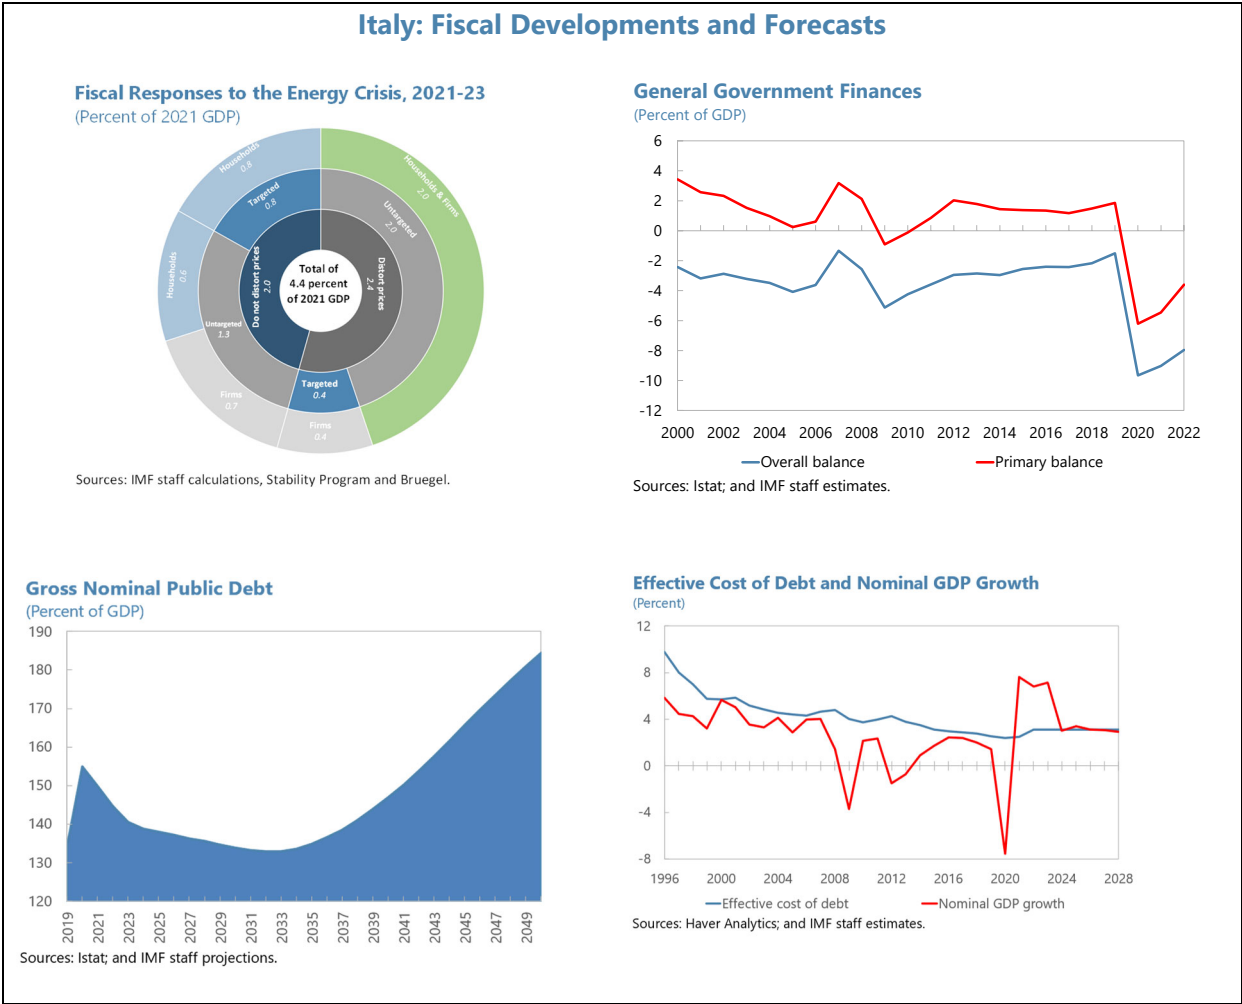 Italy: Fiscal Developments and Forecasts
Fiscal Responses to the Energy Crisis, 2021-23
(Percent of 2021 GDP)
Households
0.8
Households & Firms
2.0
Targeted
0.8
Untargeted
2.0
Households
0.6
Do not distort prices
2.0
Total of
4.4 percent
of 2021 GDP
Distort prices
2.4
Untargeted
1.3
Targeted
0.4
Firms
0.7
Firms
0.4
Sources: IMF staff calculations, Stability Program and Bruegel.
General Government Finances
(Percent of GDP)
6
4
2
0
-2
-4
-6
-8
-10
-12
2000 2002 2004 2006 2008 2010 2012 2014 2016 2018 2020 2022
Overall balance Primary balance
Sources: Istat; and IMF staff estimates.
Gross Nominal Public Debt
(Percent of GDP)
190
180
170
160
150
140
130
120
2019 2021 2023 2025 2027 2029 2031 2033 2035 2037 2039 2041 2043 2045 2047 2049
Sources: Istat; and IMF staff projections.
Effective Cost of Debt and Nominal GDP Growth
(Percent)
12
8
4
0
-4
-8
1996 2000 2004 2008 2012 2016 2020 2024 2028
Effective cost of debt Nominal GDP growth
Sources: Haver Analytics; and IMF staff estimates.